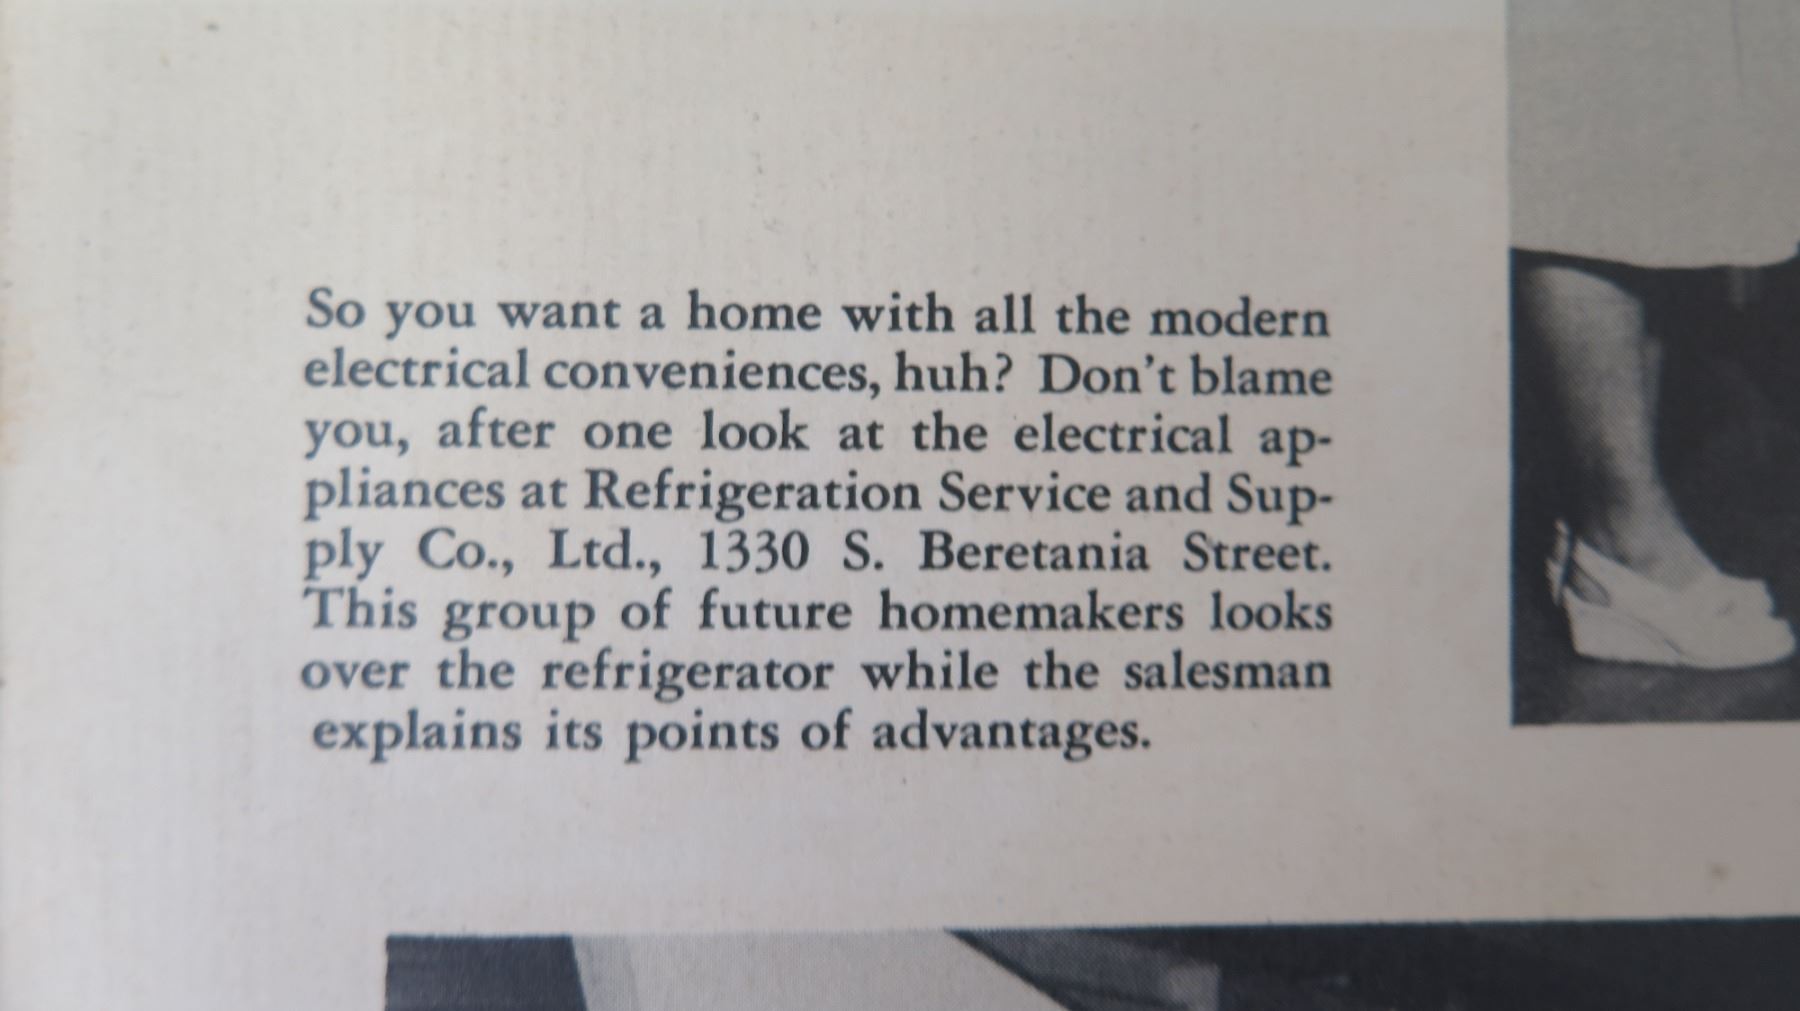 So you want a home with all the modern
electrical conveniences, huh? Don't blame
you, after one look at the electrical ap-
pliances at Refrigeration Service and Sup-
ply Co., Ltd., 1330 S. Beretania Street.
This group of future homemakers looks
over the refrigerator while the salesman
explains its points of advantages.